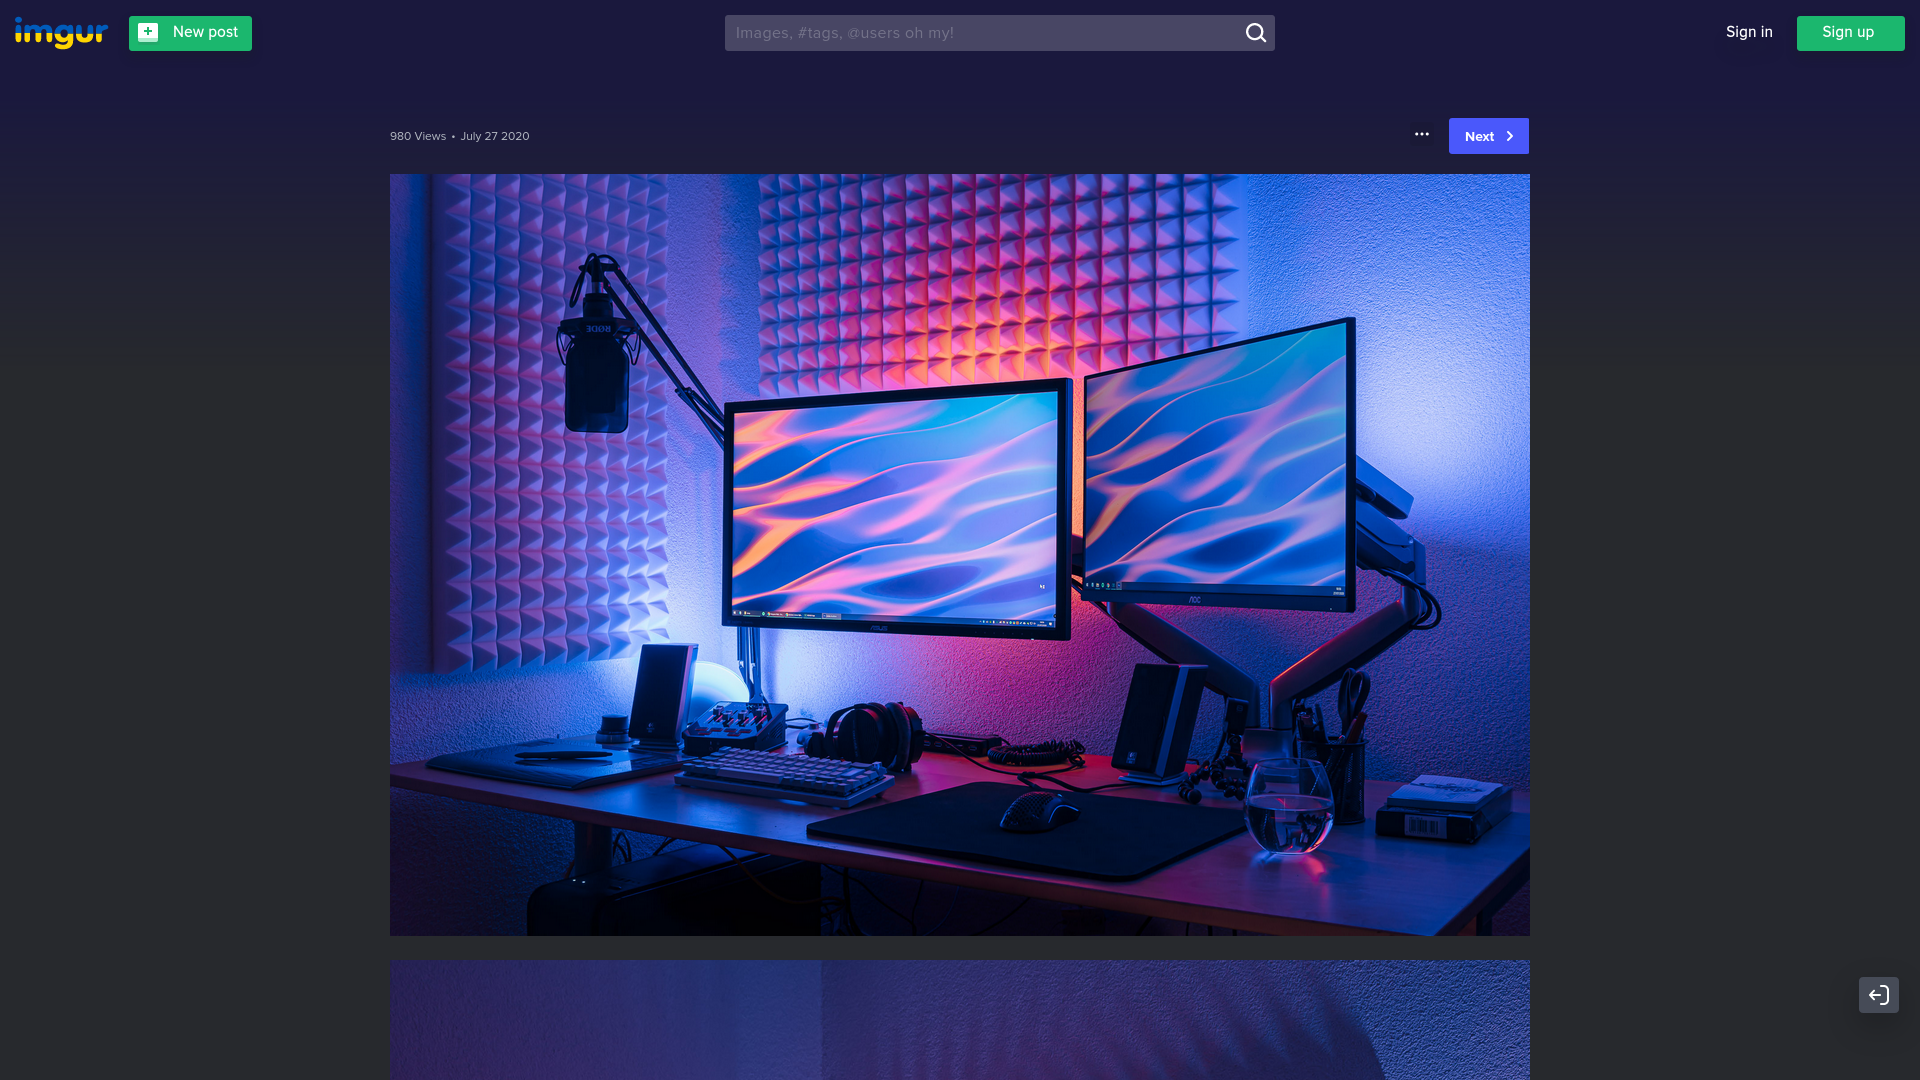 imgur
New post
Images, #tags, @users oh my!
Sign in
Sign up
980 Views • July 27 2020
Next
RØDE
ASUS
AOC